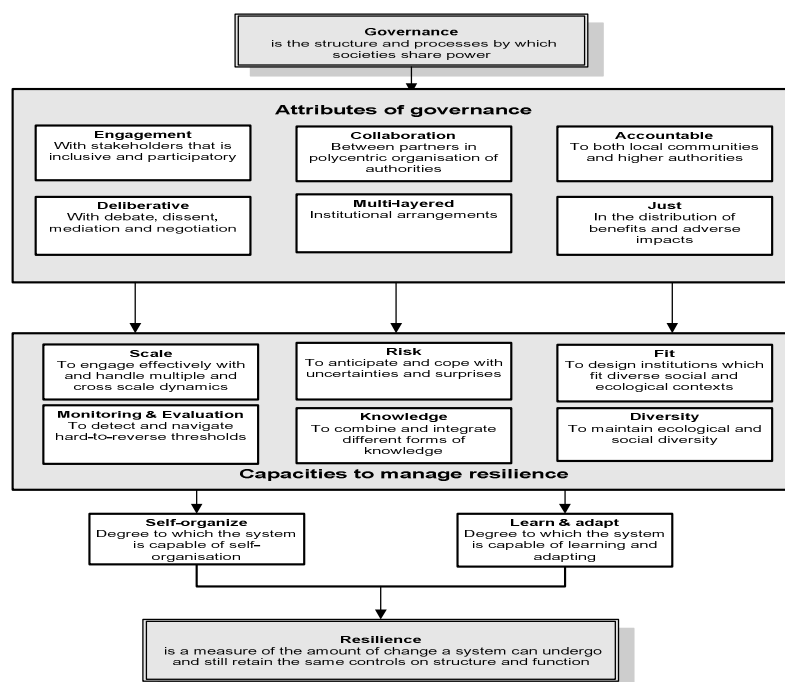 Governance
is the structure and processes by which
societies share power
Attributes of governance
Engagement
With stakeholders that is
inclusive and participatory
Collaboration
Between partners in
polycentric organisation of
authorities
Accountable
To both local communities
and higher authorities
Deliberative
With debate, dissent,
mediation and negotiation
Multi-layered
Institutional arrangements
Just
In the distribution of
benefits and adverse
impacts
Scale
To engage effectively with
and handle multiple and
cross scale dynamics
Risk
To anticipate and cope with
uncertainties and surprises
Fit
To design institutions which
fit diverse social and
ecological contexts
Monitoring & Evaluation
To detect and navigate
hard-to-reverse thresholds
Knowledge
To combine and integrate
different forms of
knowledge
Diversity
To maintain ecological and
social diversity
Capacities to manage resilience
Self-organize
Degree to which the system
is capable of self-
organisation
Learn & adapt
Degree to which the system
is capable of learning and
adapting
Resilience
is a measure of the amount of change a system can undergo
and still retain the same controls on structure and function